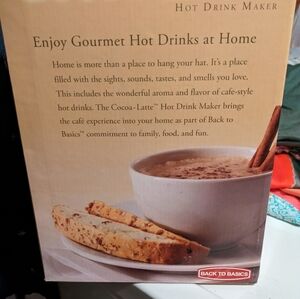 HOT DRINK MAKER
Enjoy Gourmet Hot Drinks at Home
Home is more than a place to hang your hat. It's a place
filled with the sights, sounds, tastes, and smells you love.
This includes the wonderful aroma and flavor of cafe-style
hot drinks. The Cocoa-Latte™ Hot Drink Maker brings
the café experience into your home as part of Back to
Basics™ commitment to family, food, and fun.
BACK TO BASICS